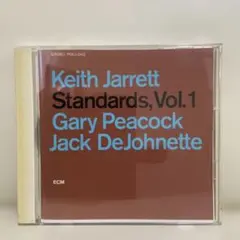 Keith Jarrett
Standards, Vol.1
Gary Peacock
Jack DeJohnette
ECM